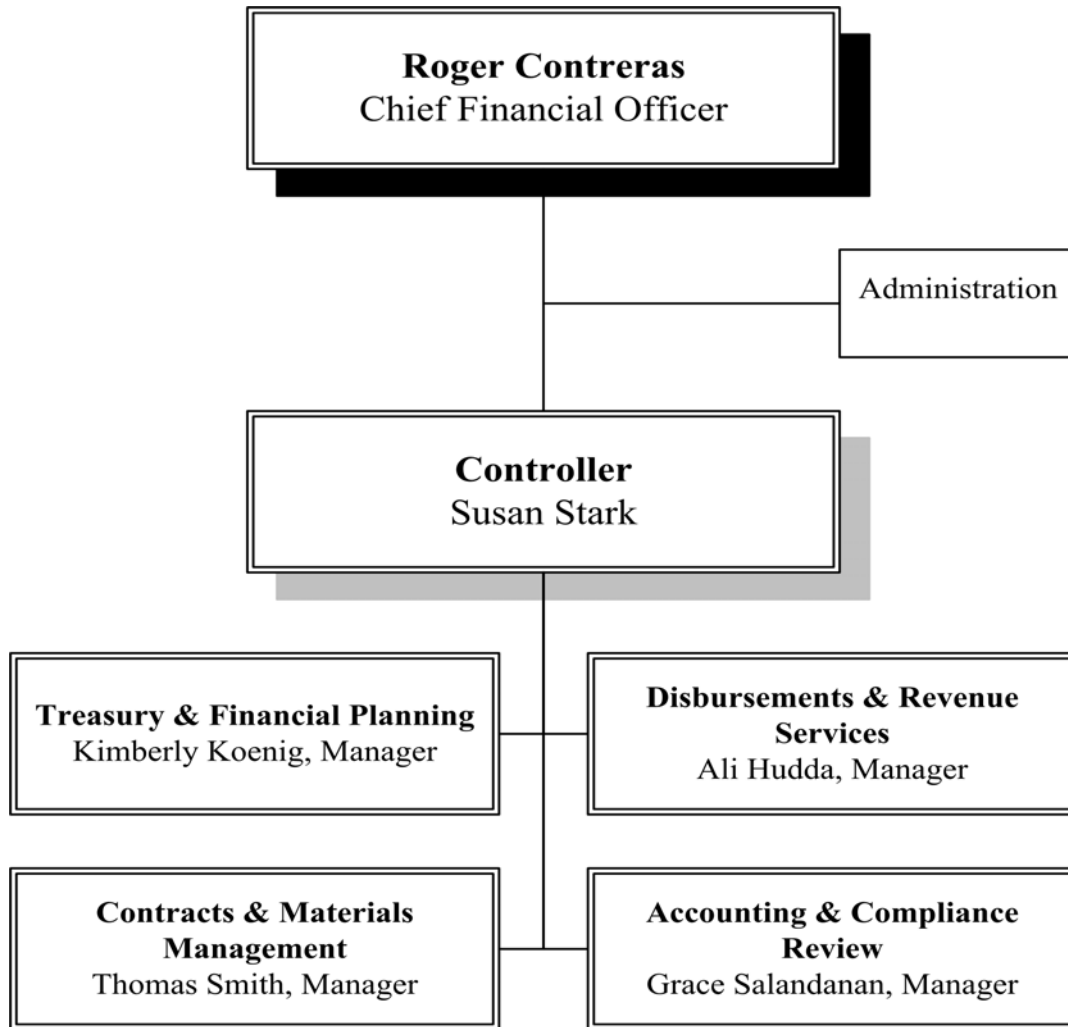 Roger Contreras
Chief Financial Officer
Administration
Controller
Susan Stark
Treasury & Financial Planning
Kimberly Koenig, Manager
Disbursements & Revenue
Services
Ali Hudda, Manager
Contracts & Materials
Management
Thomas Smith, Manager
Accounting & Compliance
Review
Grace Salandanan, Manager